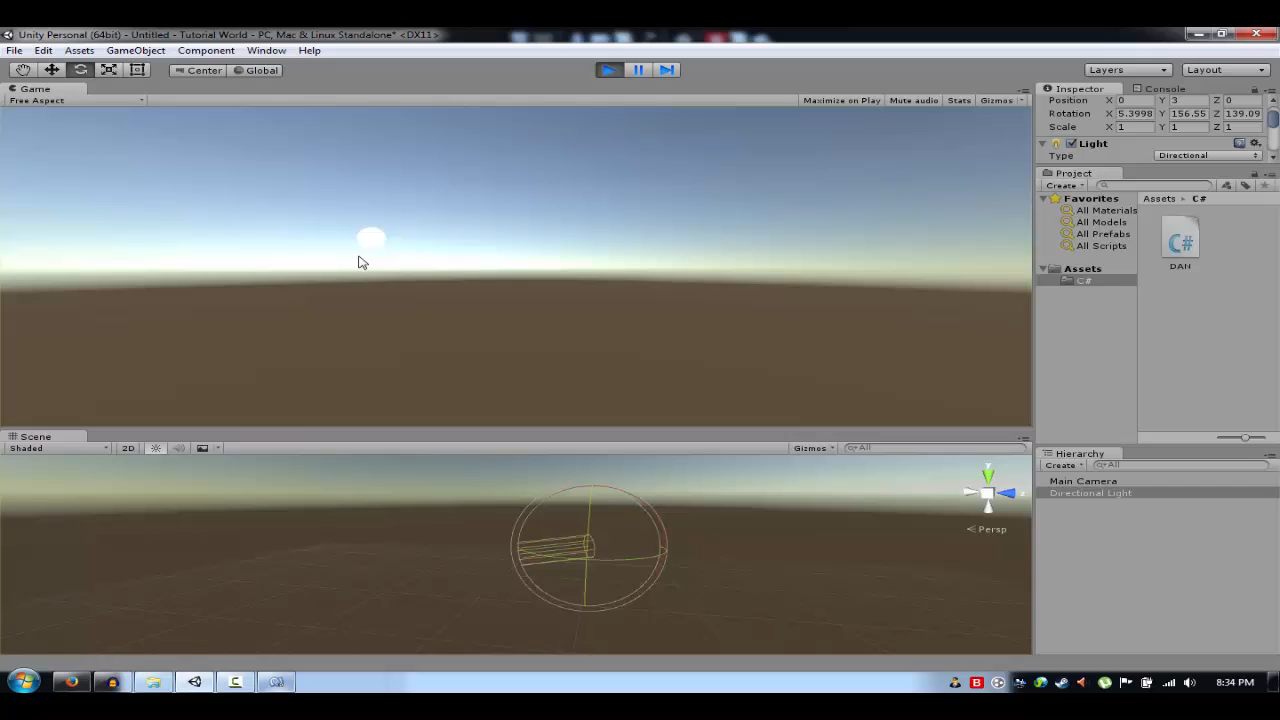 Unity Personal (64bit) - Untitled - Tutorial World - PC, Mac & Linux Standalone* <DX11>
File Edit Assets GameObject Component Window Help
Center Global Layers Layout
Game
Free Aspect Maximize on Play Mute audio Stats Gizmos
Inspector Console
Position X 0 Y 3 Z 0
Rotation X 5.3998 Y 156.55 Z 139.09
Scale X 1 Y 1 Z 1
Light
Type Directional
Project
Create
Favorites
All Materials
All Models
All Prefabs
All Scripts
Assets
C#
Assets C#
C#
DAN
Scene
Shaded 2D Gizmos All
y
z
Persp
Hierarchy
Create All
Main Camera
Directional Light
B
8:34 PM